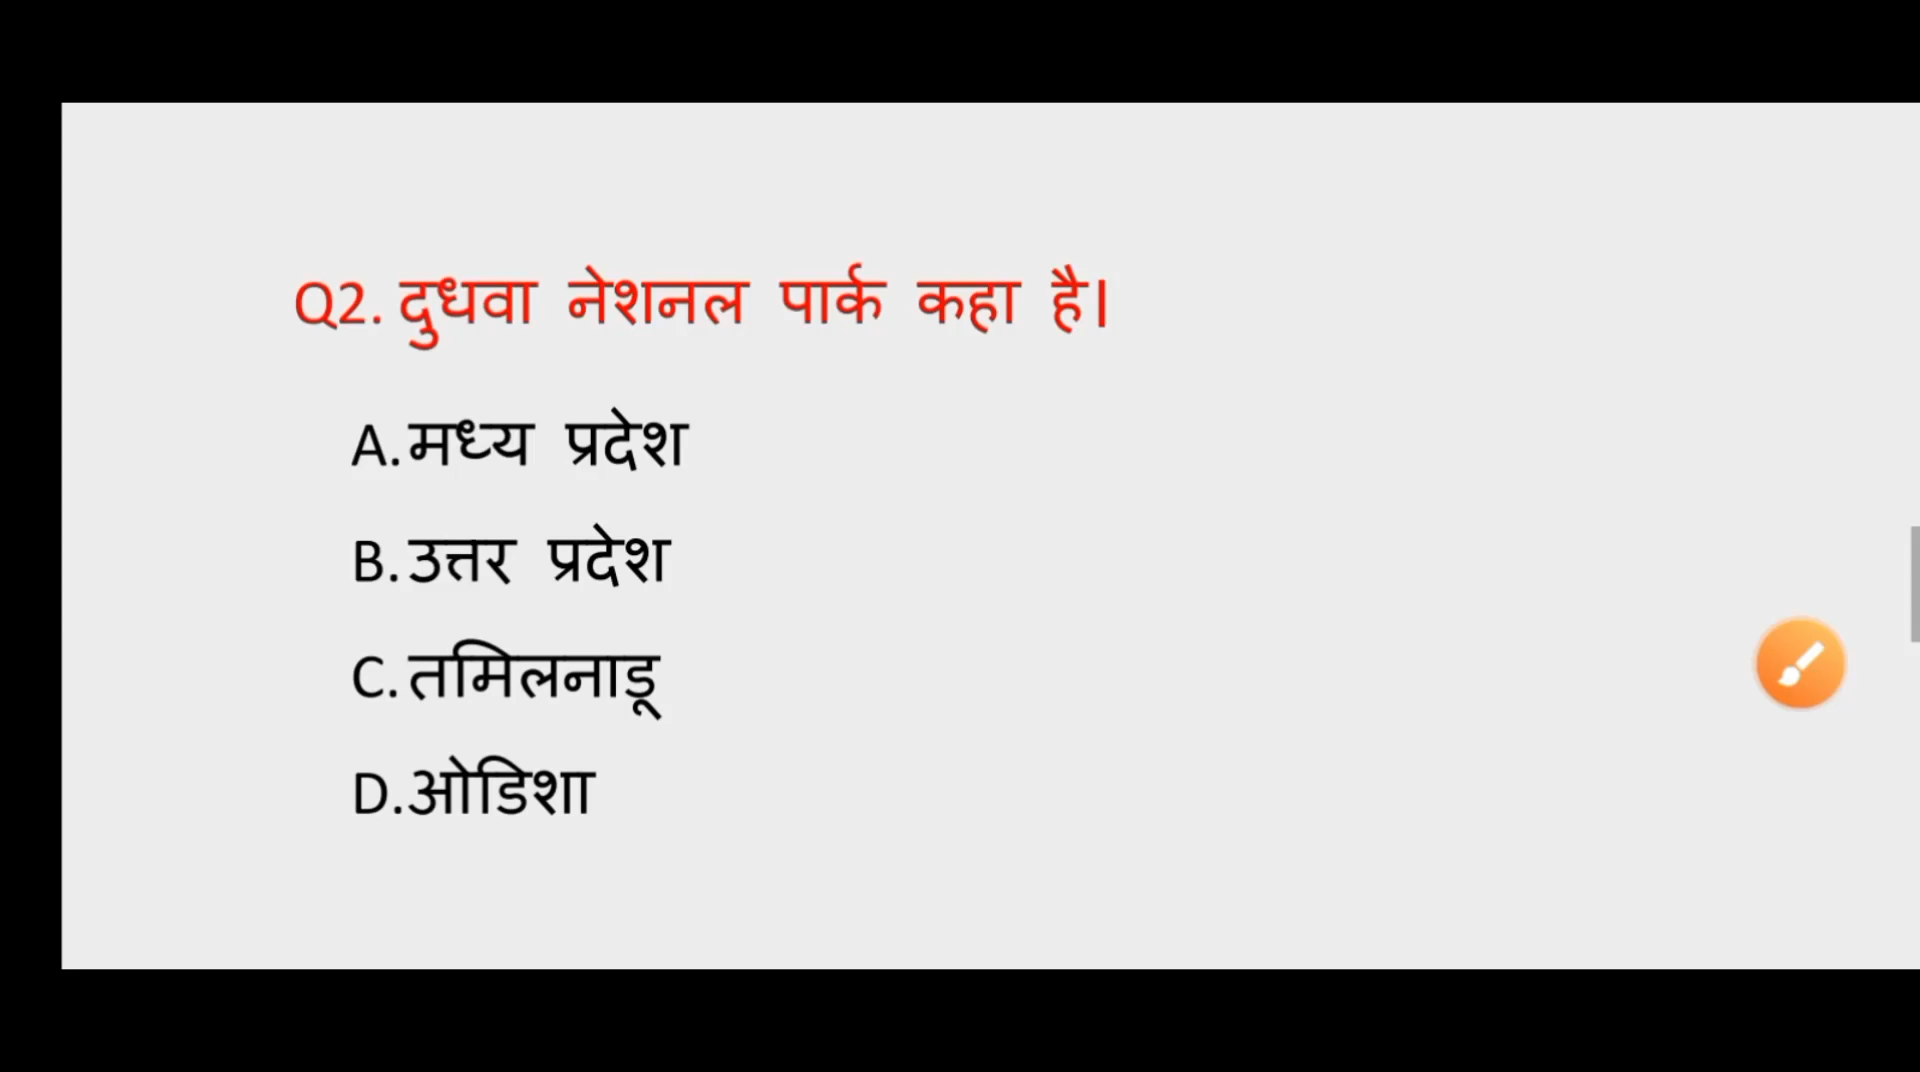 Q2. दुधवा नेशनल पार्क कहा है।
A. मध्य प्रदेश
B. उत्तर प्रदेश
C. तमिलनाडू
D. ओडिशा